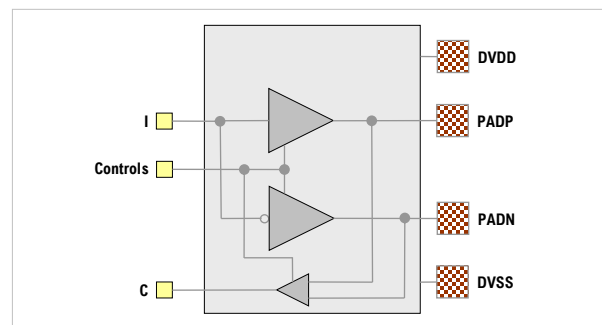 DVDD
I
PADP
Controls
PADN
C
DVSS